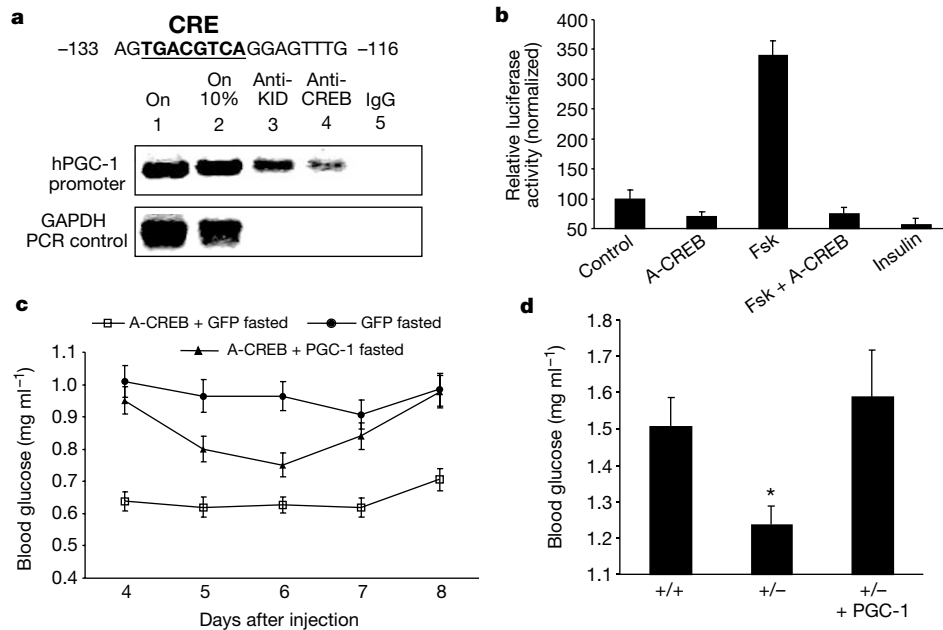 a
CRE
–133 AGTGACGTCAGGAGTTTG –116
On
1
On
10%
2
Anti-
KID
3
Anti-
CREB
4
IgG
5
hPGC-1
promoter
GAPDH
PCR control
b
Relative luciferase
activity (normalized)
400
350
300
250
200
150
100
50
Control
A-CREB
Fsk
Fsk + A-CREB
Insulin
c
A-CREB + GFP fasted
GFP fasted
A-CREB + PGC-1 fasted
Blood glucose (mg ml⁻¹)
1.1
1.0
0.9
0.8
0.7
0.6
0.5
0.4
4 5 6 7 8
Days after injection
d
Blood glucose (mg ml⁻¹)
1.8
1.7
1.6
1.5
1.4
1.3
1.2
1.1
*
+/+
+/–
+/–
+ PGC-1